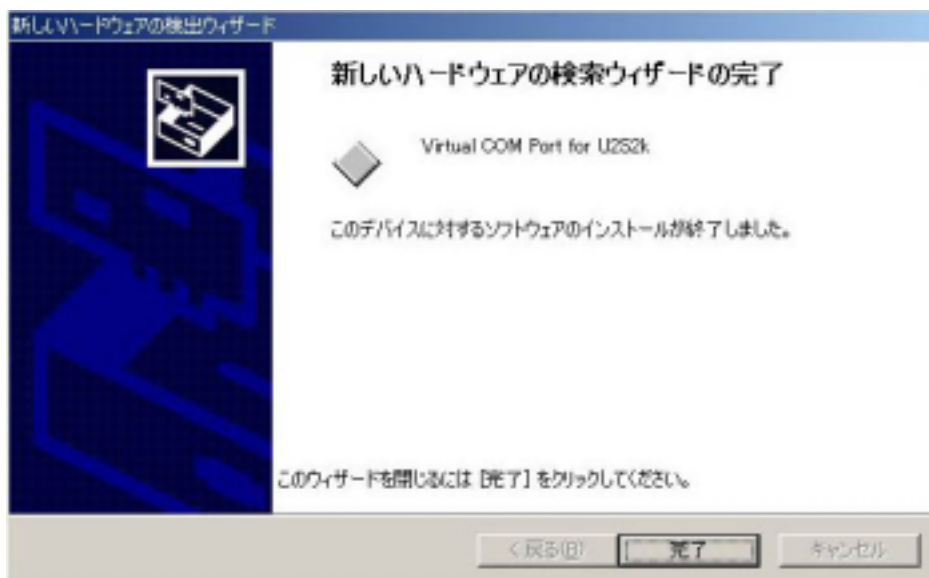 新しいハードウェアの検出ウィザード
新しいハードウェアの検索ウィザードの完了
Virtual COM Port for U232k
このデバイスに対するソフトウェアのインストールが終了しました。
このウィザードを閉じるには [完了] をクリックしてください。
< 戻る(B)
完了
キャンセル